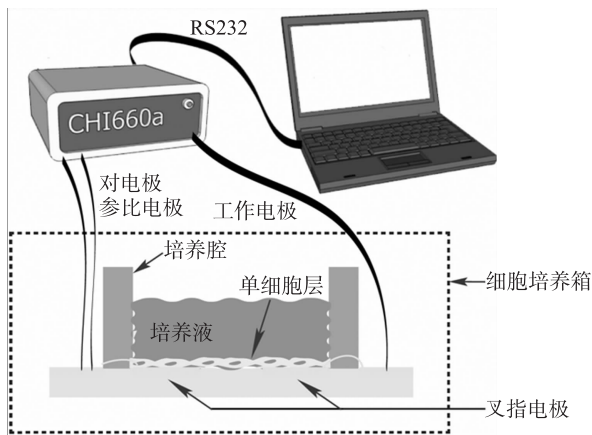 RS232
CHI660a
对电极
参比电极
工作电极
培养腔
单细胞层
细胞培养箱
培养液
叉指电极